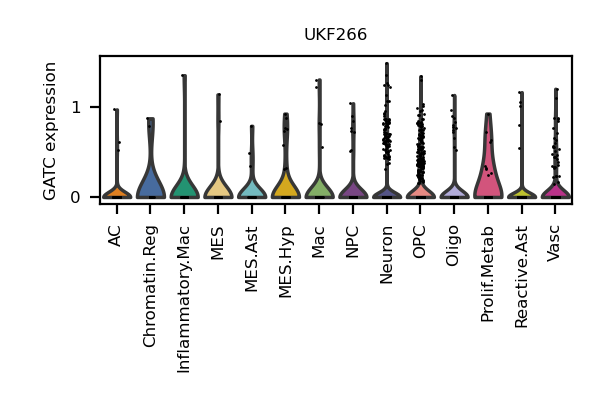 UKF266
GATC expression
1
0
AC
Chromatin.Reg
Inflammatory.Mac
MES
MES.Ast
MES.Hyp
Mac
NPC
Neuron
OPC
Oligo
Prolif.Metab
Reactive.Ast
Vasc